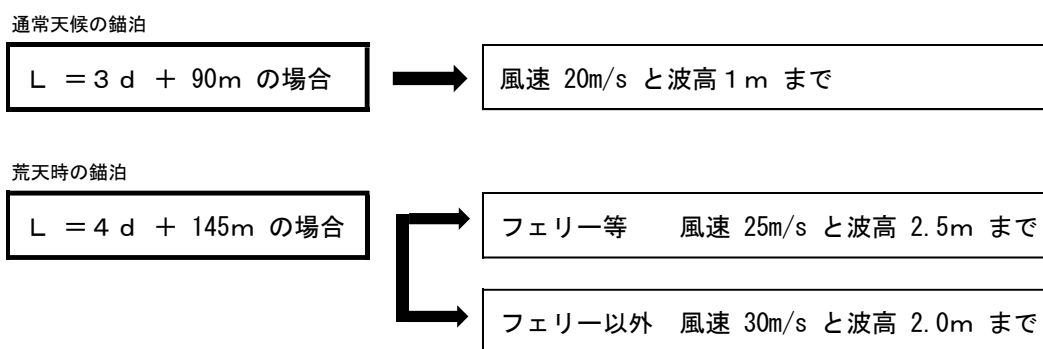 通常天候の錨泊
L =3d + 90m の場合
風速 20m/s と波高1m まで
荒天時の錨泊
L =4d + 145m の場合
フェリー等 風速 25m/s と波高 2.5m まで
フェリー以外 風速 30m/s と波高 2.0m まで